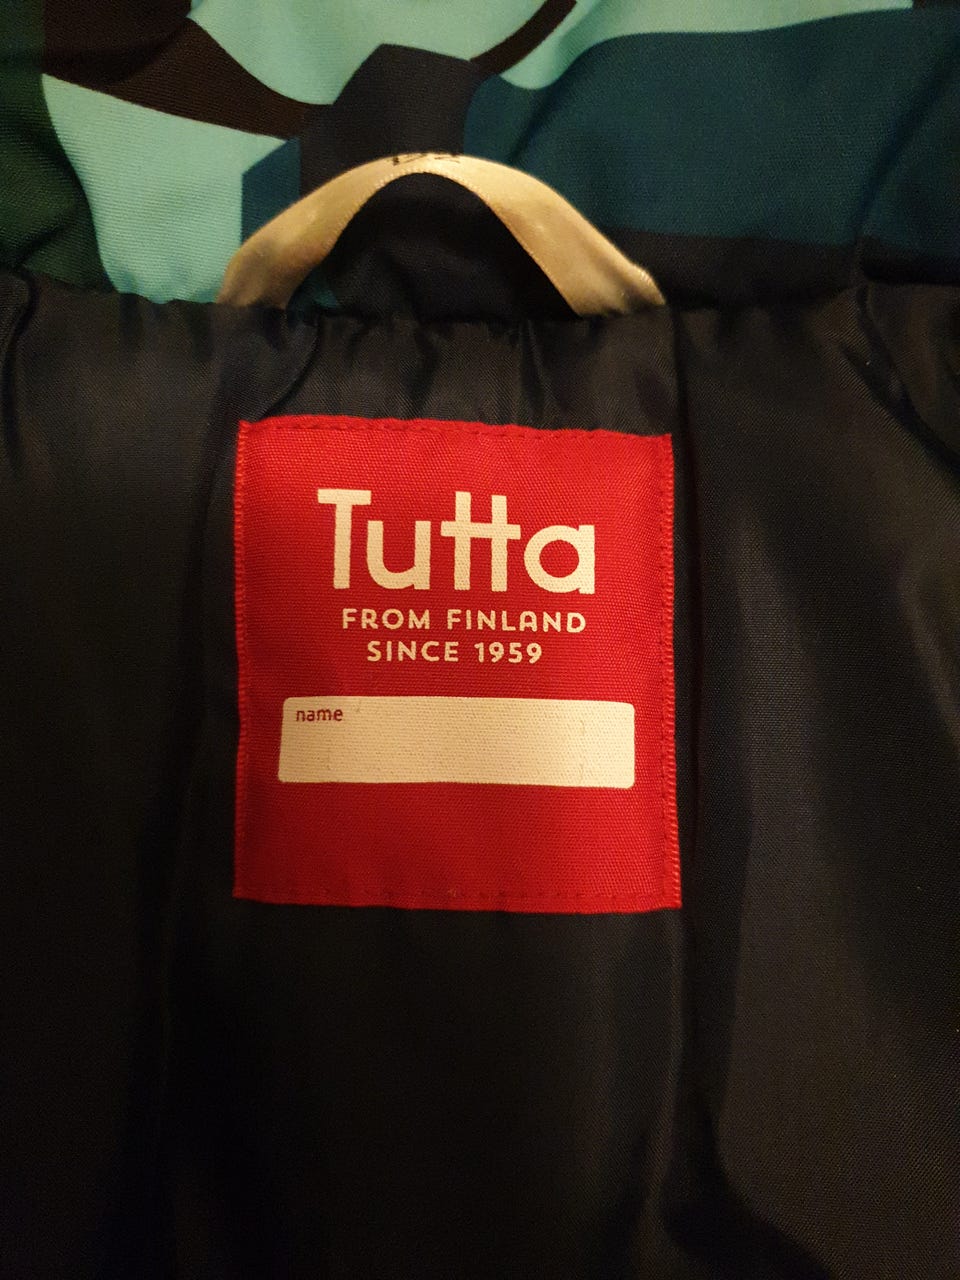 Tutta
FROM FINLAND
SINCE 1959
name